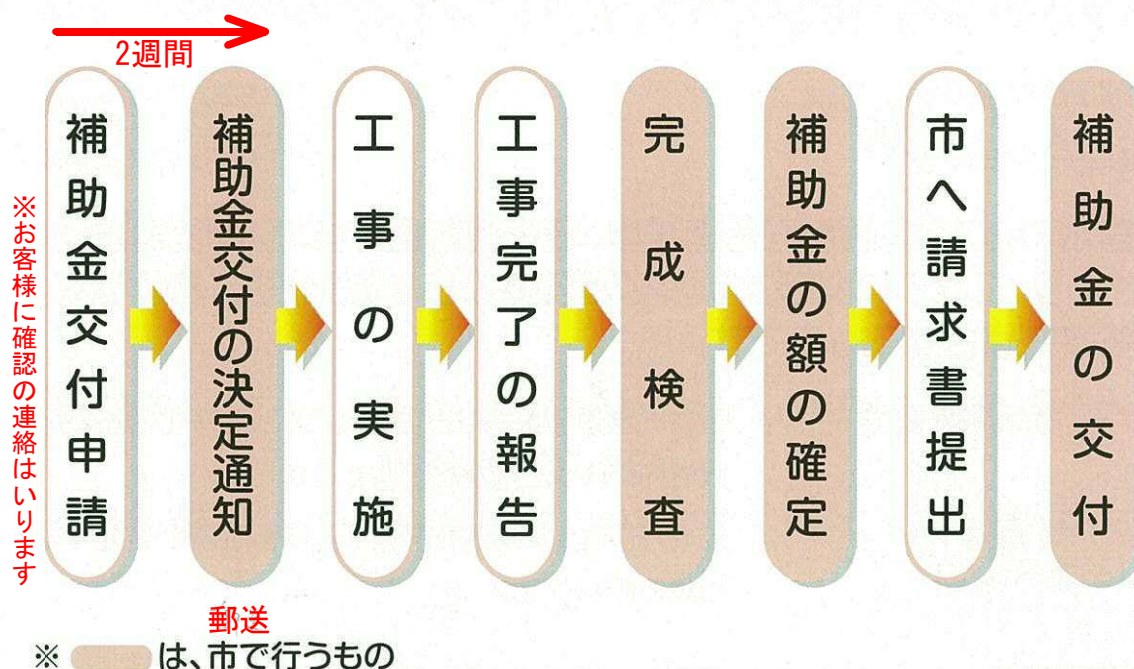 2週間
※お客様に確認の連絡はいります
補助金交付申請
補助金交付の決定通知
工事の実施
工事完了の報告
完成検査
補助金の額の確定
市へ請求書提出
補助金の交付
郵送
※ は、市で行うもの